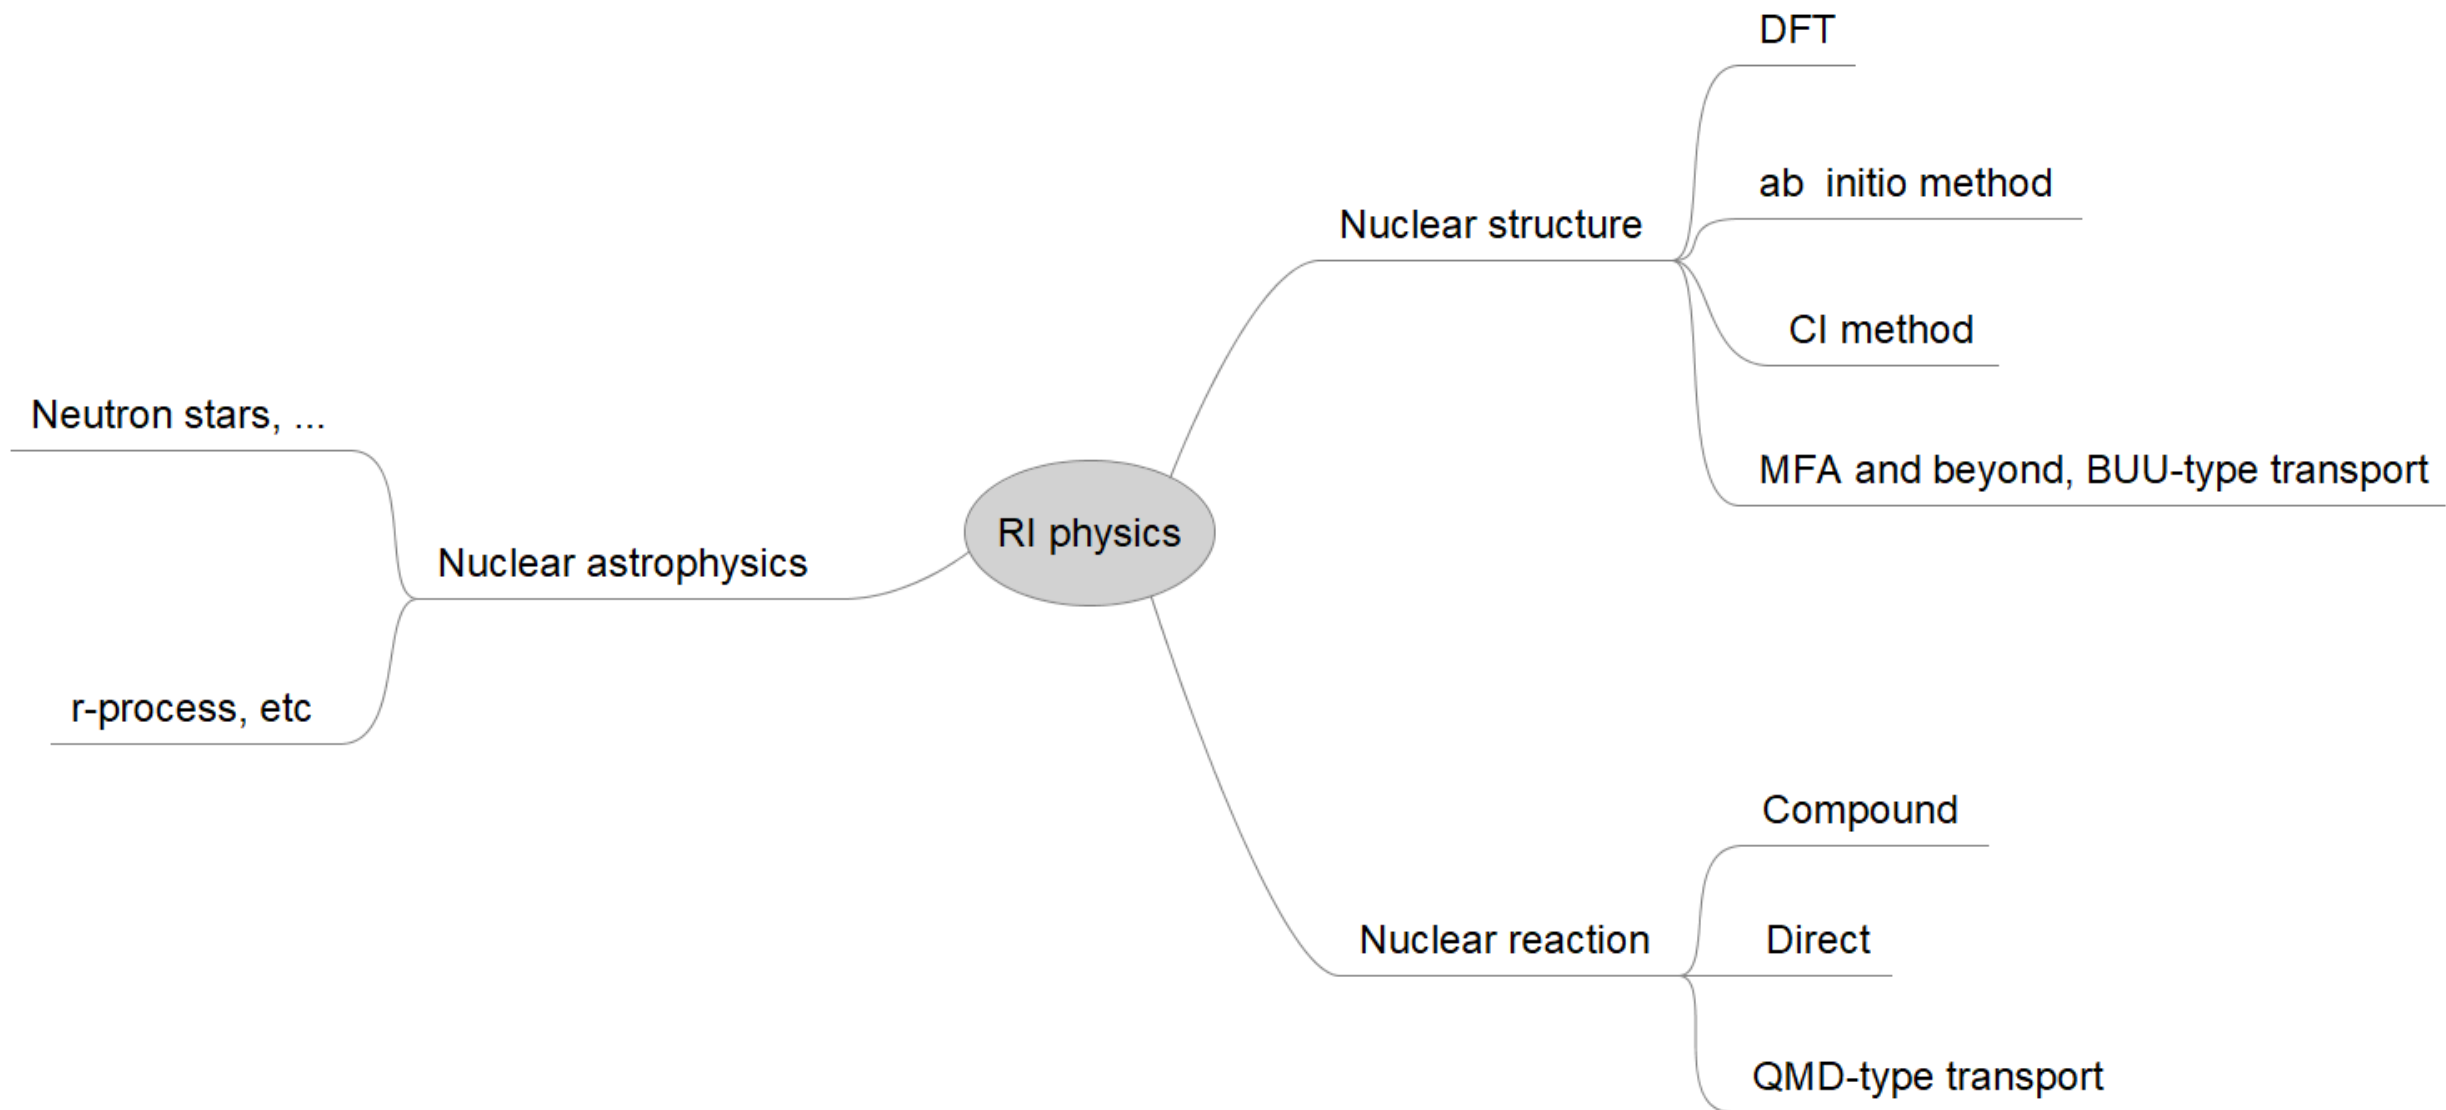 DFT
ab  initio method
Nuclear structure
CI method
Neutron stars, ...
MFA and beyond, BUU-type transport
RI physics
Nuclear astrophysics
r-process, etc
Compound
Nuclear reaction
Direct
QMD-type transport